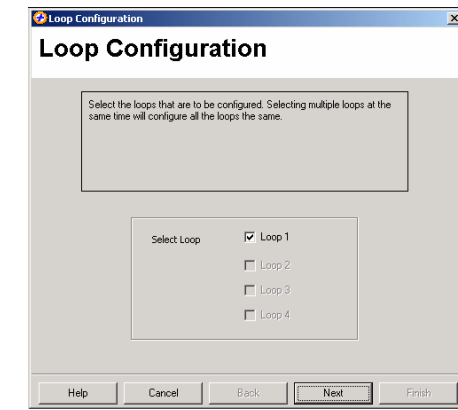 Loop Configuration
Loop Configuration
Select the loops that are to be configured. Selecting multiple loops at the
same time will configure all the loops the same.
Select Loop
Loop 1
Loop 2
Loop 3
Loop 4
Help Cancel Back Next Finish